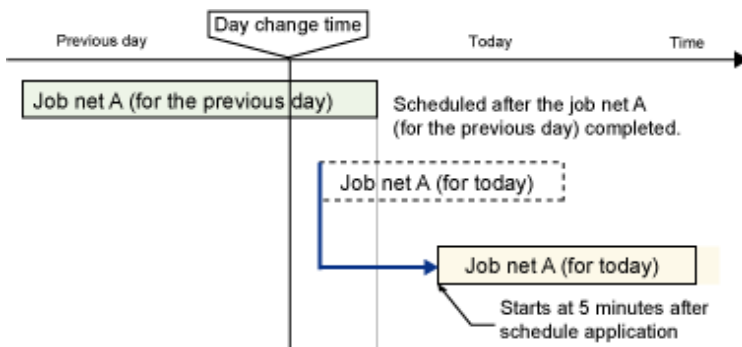 Day change time
Previous day
Today
Time
Job net A (for the previous day)
Scheduled after the job net A
(for the previous day) completed.
Job net A (for today)
Job net A (for today)
Starts at 5 minutes after
schedule application